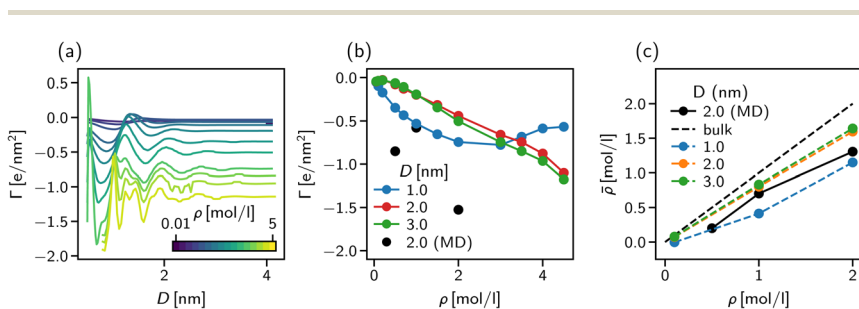 (a)
0.5
0.0
−0.5
−1.0
−1.5
−2.0
Γ [e/nm²]
ρ [mol/l]
0.01 5
2 4
D [nm]
(b)
0.0
−0.5
−1.0
−1.5
−2.0
Γ [e/nm²]
D [nm]
1.0
2.0
3.0
2.0 (MD)
0 2 4
ρ [mol/l]
(c)
2.0
1.5
1.0
0.5
0.0
ρ̄ [mol/l]
D (nm)
2.0 (MD)
bulk
1.0
2.0
3.0
0 1 2
ρ [mol/l]